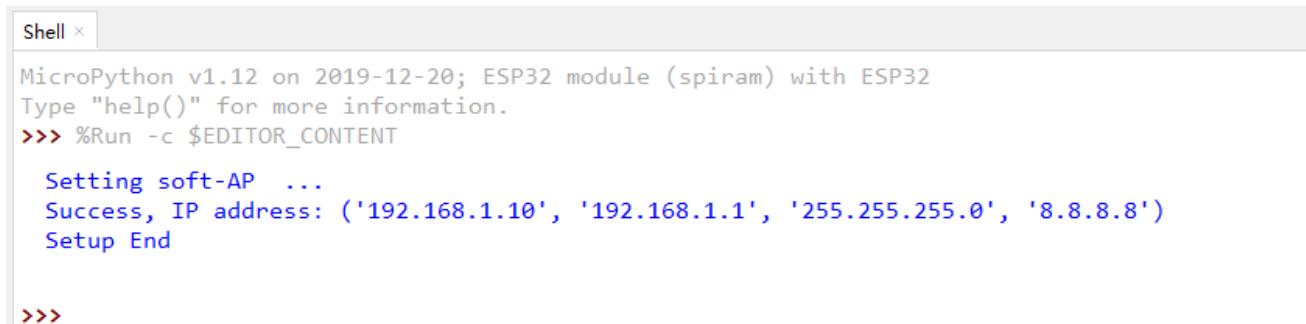 Shell ×
MicroPython v1.12 on 2019-12-20; ESP32 module (spiram) with ESP32
Type "help()" for more information.
>>> %Run -c $EDITOR_CONTENT
Setting soft-AP  ...
Success, IP address: ('192.168.1.10', '192.168.1.1', '255.255.255.0', '8.8.8.8')
Setup End
>>>